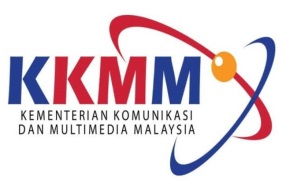 KKMM
KEMENTERIAN KOMUNIKASI
DAN MULTIMEDIA MALAYSIA